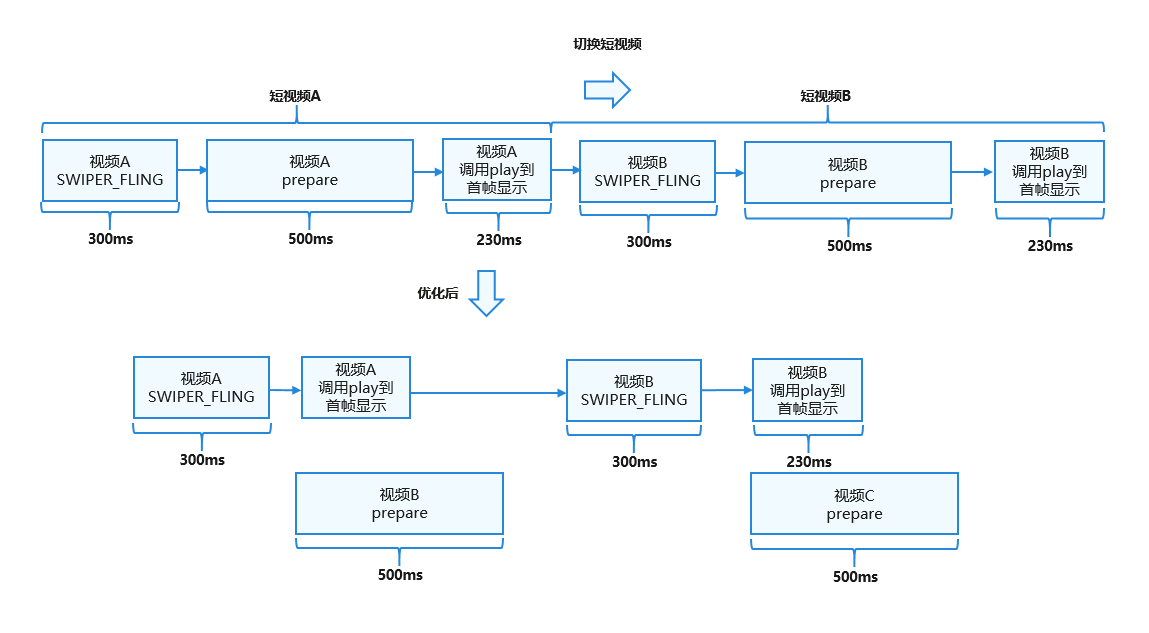 切换短视频
短视频A
短视频B
视频A
SWIPER_FLING
视频A
prepare
视频A
调用play到
首帧显示
视频B
SWIPER_FLING
视频B
prepare
视频B
调用play到
首帧显示
300ms
500ms
230ms
300ms
500ms
230ms
优化后
视频A
SWIPER_FLING
视频A
调用play到
首帧显示
视频B
SWIPER_FLING
视频B
调用play到
首帧显示
300ms
300ms
230ms
视频B
prepare
视频C
prepare
500ms
500ms